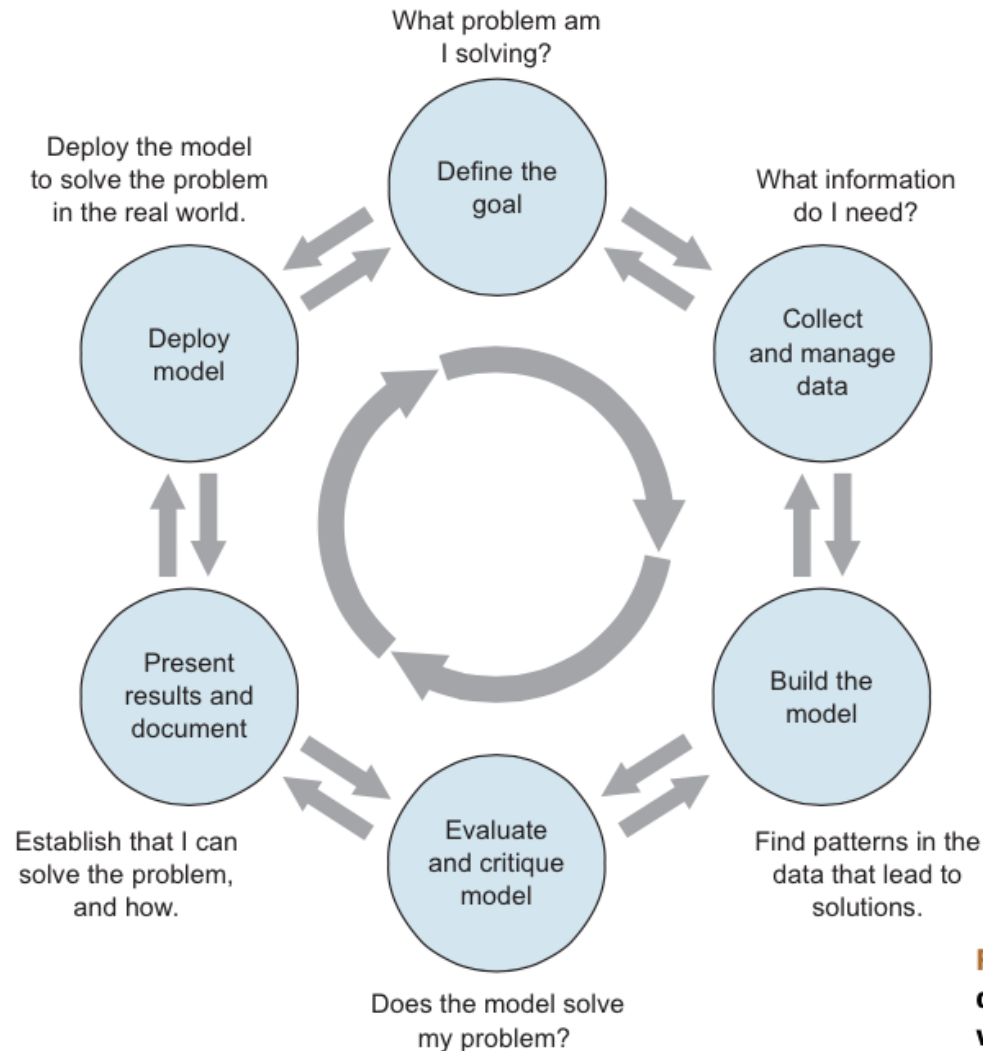 What problem am
I solving?
Define the
goal
What information
do I need?
Collect
and manage
data
Build the
model
Find patterns in the
data that lead to
solutions.
Evaluate
and critique
model
Does the model solve
my problem?
Present
results and
document
Establish that I can
solve the problem,
and how.
Deploy the model
to solve the problem
in the real world.
Deploy
model